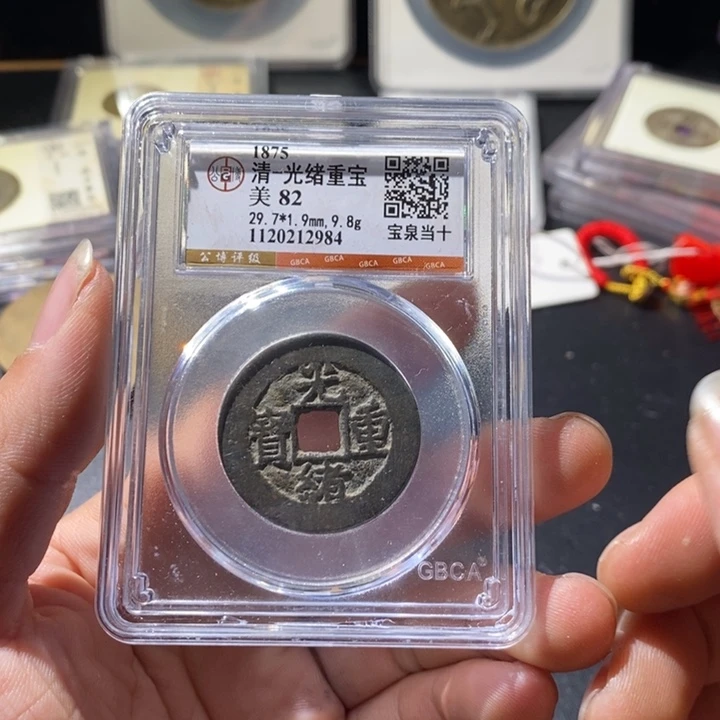 1875
清-光绪重宝
美 82
29.7*1.9mm, 9.8g
1120212984
宝泉当十
公博评级 GBCA GBCA GBCA GBCA
光
寶 重
緒
GBCA®